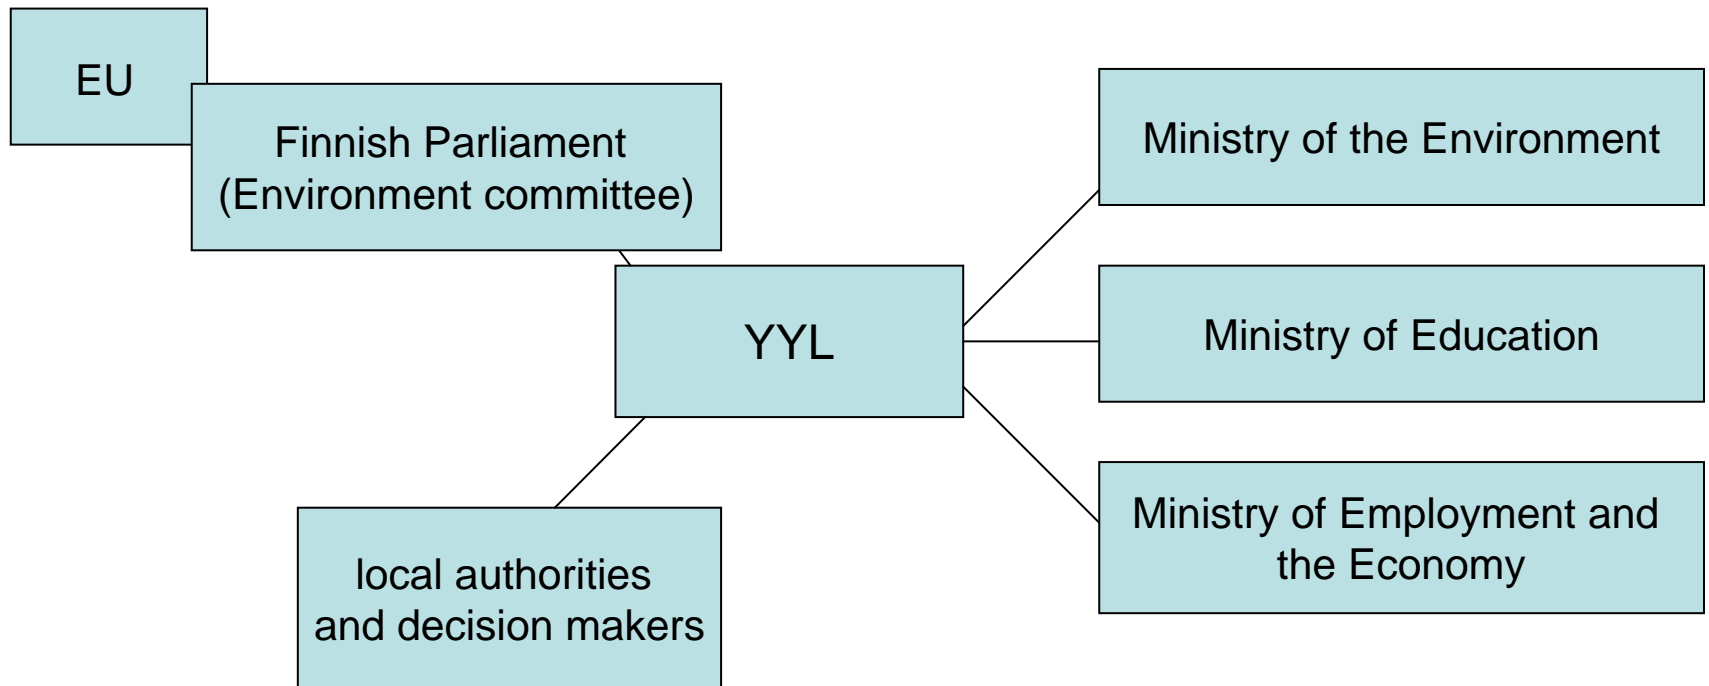 EU
Finnish Parliament
(Environment committee)
YYL
local authorities
and decision makers
Ministry of the Environment
Ministry of Education
Ministry of Employment and
the Economy